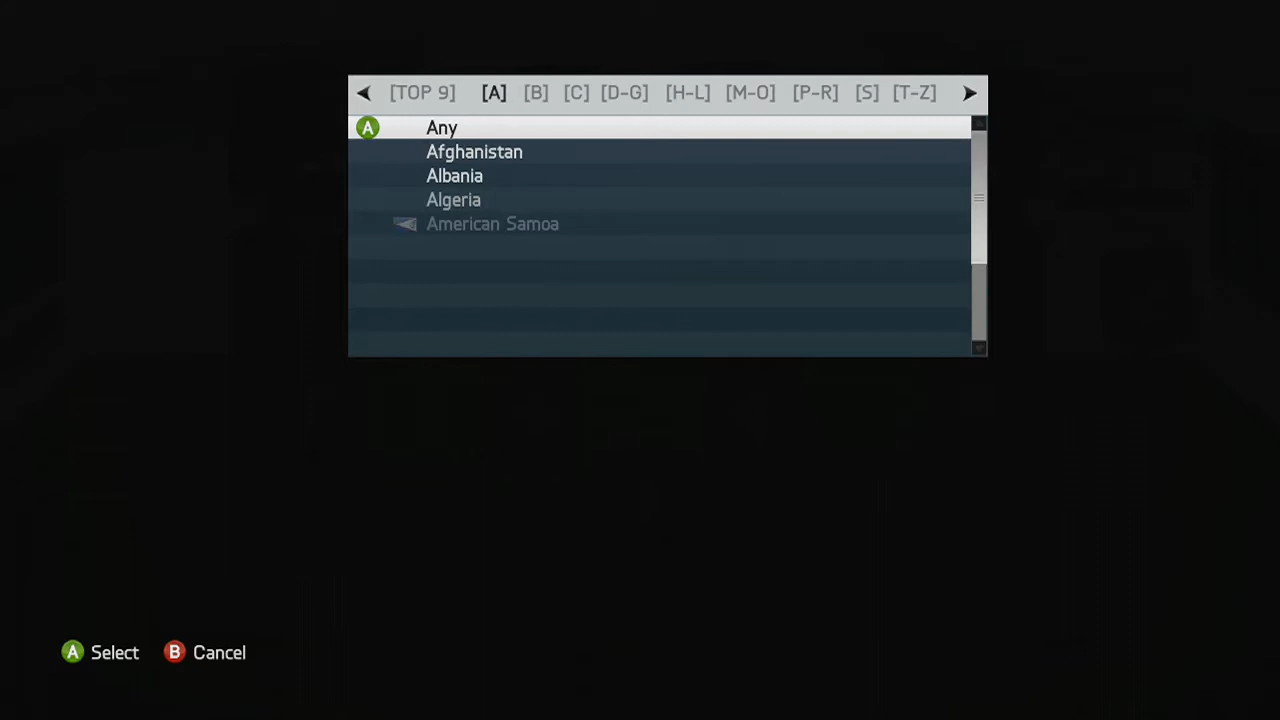 [TOP 9] [A] [B] [C] [D-G] [H-L] [M-O] [P-R] [S] [T-Z]
A Any
Afghanistan
Albania
Algeria
American Samoa
A Select B Cancel